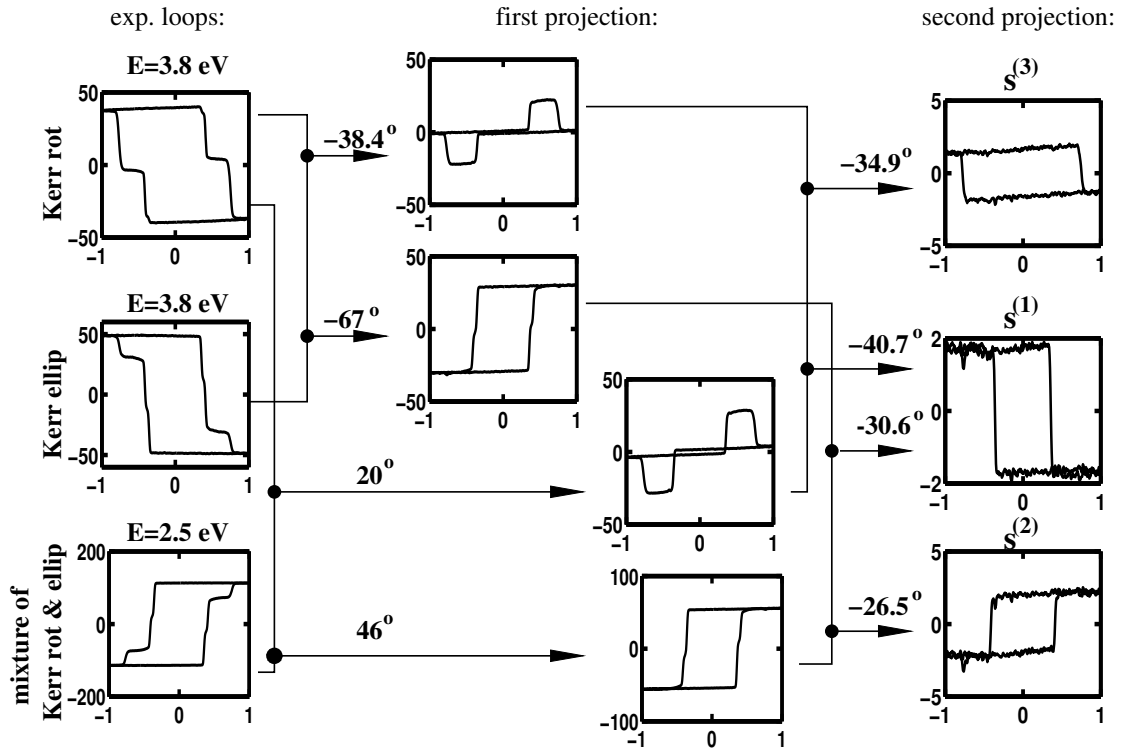 exp. loops: first projection: second projection:
E=3.8 eV
Kerr rot
50
0
−50
−1 0 1
−38.4°
50
0
−50
−1 0 1
−34.9°
s(3)
5
0
−5
−1 0 1
E=3.8 eV
Kerr ellip
50
0
−50
−1 0 1
−67°
50
0
−50
−1 0 1
−40.7°
-30.6°
s(1)
2
0
−2
−1 0 1
20°
50
0
−50
−1 0 1
E=2.5 eV
mixture of
Kerr rot & ellip
200
0
−200
−1 0 1
46°
100
0
−100
−1 0 1
−26.5°
s(2)
5
0
−5
−1 0 1